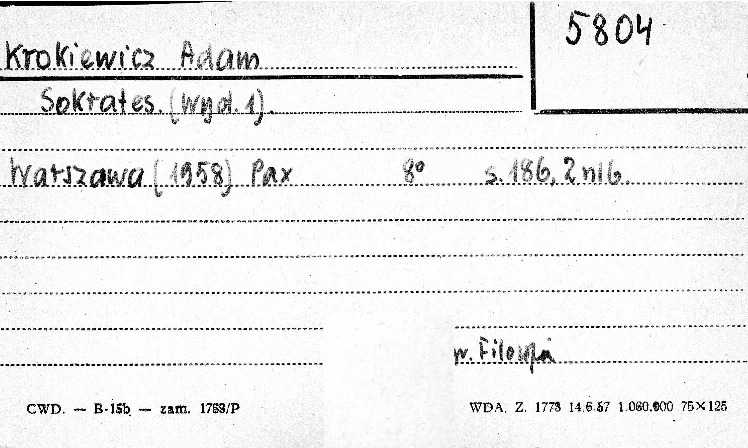 5804
Krokiewicz Adam
Sokrates. (Wyd. 1).
Warszawa (1958) Pax 8° s. 186, 2 nlb.
w. Filozofia
CWD. — B-15b — zam. 1753/P
WDA. Z. 1773 14.6.57 1.060.000 75×125